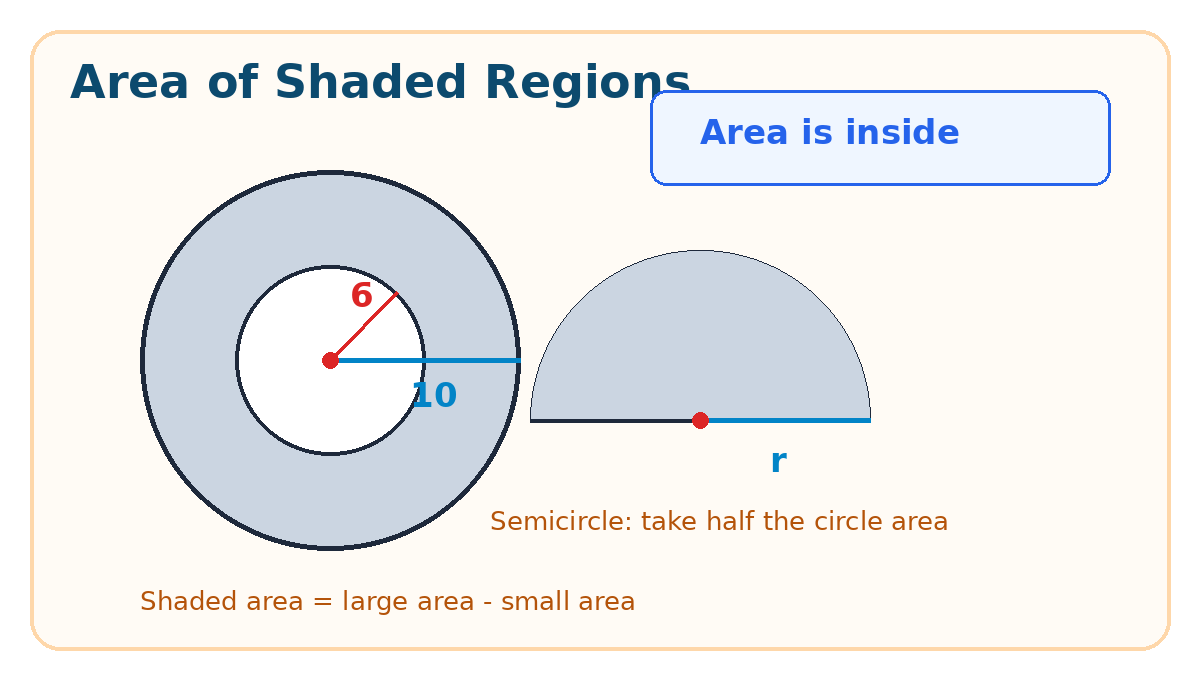 Area of Shaded Regions
Area is inside
6
10
r
Semicircle: take half the circle area
Shaded area = large area - small area